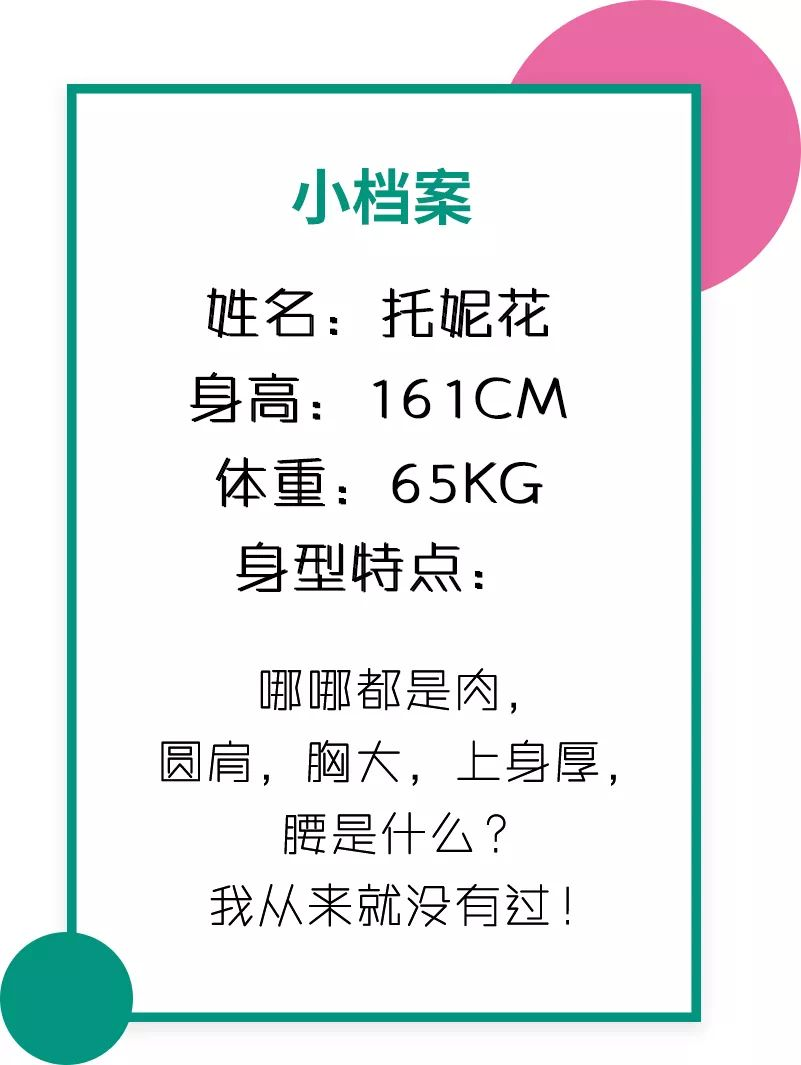 小档案
姓名：托妮花
身高：161CM
体重：65KG
身型特点：
哪哪都是肉，
圆肩，胸大，上身厚，
腰是什么？
我从来就没有过！